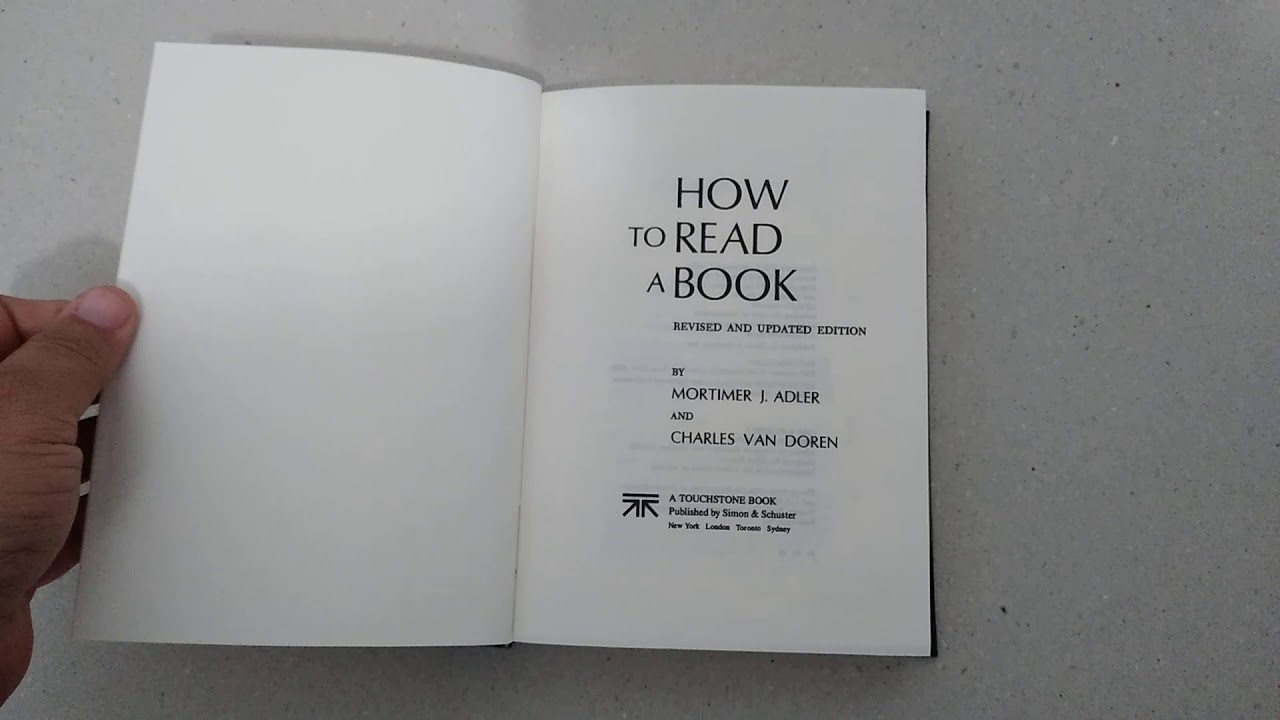 HOW
TO READ
A BOOK
REVISED AND UPDATED EDITION
BY
MORTIMER J. ADLER
AND
CHARLES VAN DOREN
A TOUCHSTONE BOOK
Published by Simon & Schuster
New York London Toronto Sydney